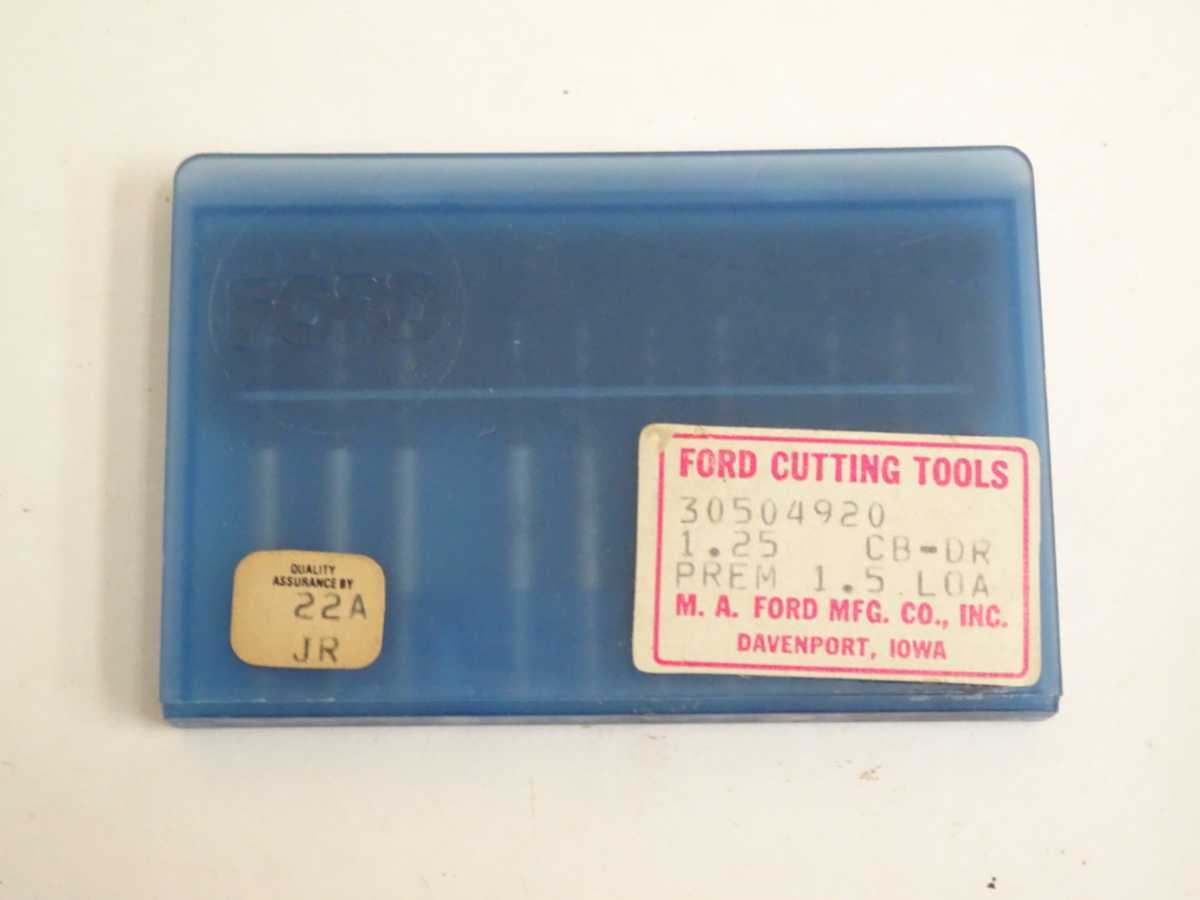 FORD
FORD CUTTING TOOLS
30504920
1.25 CB-DR
PREM 1.5 LOA
M. A. FORD MFG. CO., INC.
DAVENPORT, IOWA
QUALITY
ASSURANCE BY
22A
JR